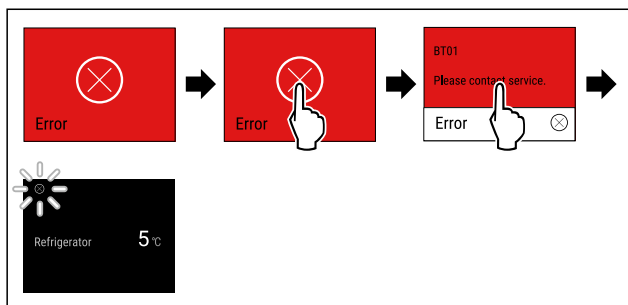 Error
Error
BT01
Please contact service.
Error
Refrigerator 5 °C